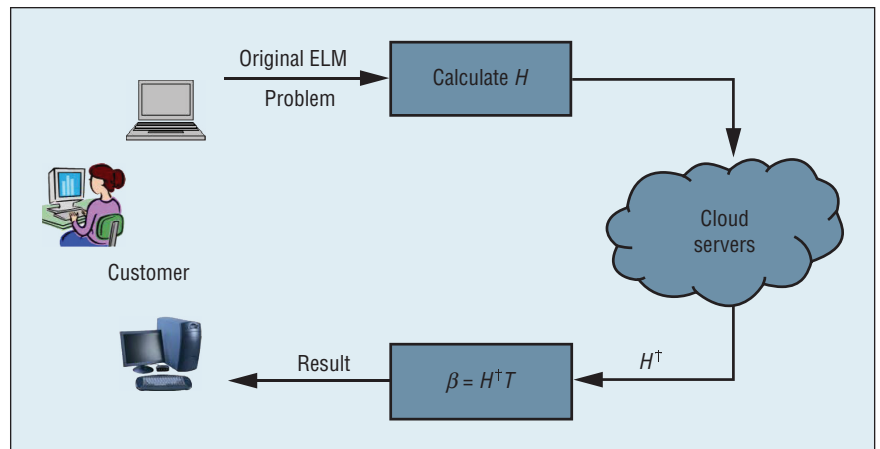 Original ELM
Problem
Calculate H
Cloud
servers
Customer
Result
β = H†T
H†